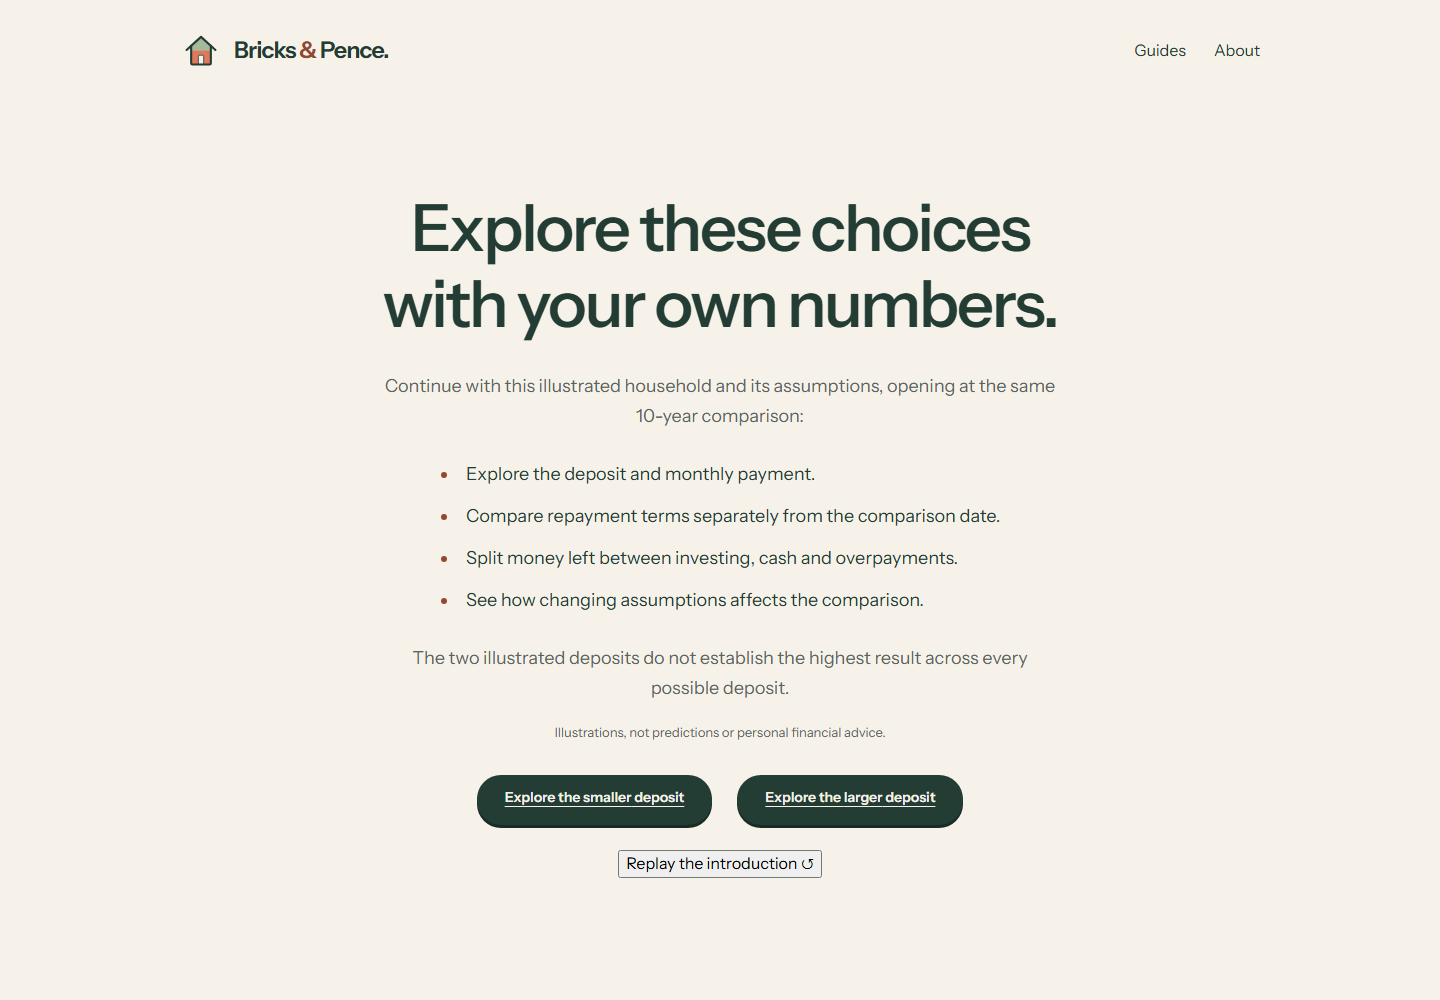 Bricks & Pence.
Guides
About
Explore these choices
with your own numbers.
Continue with this illustrated household and its assumptions, opening at the same
10-year comparison:
• Explore the deposit and monthly payment.
• Compare repayment terms separately from the comparison date.
• Split money left between investing, cash and overpayments.
• See how changing assumptions affects the comparison.
The two illustrated deposits do not establish the highest result across every
possible deposit.
Illustrations, not predictions or personal financial advice.
Explore the smaller deposit
Explore the larger deposit
Replay the introduction ↺